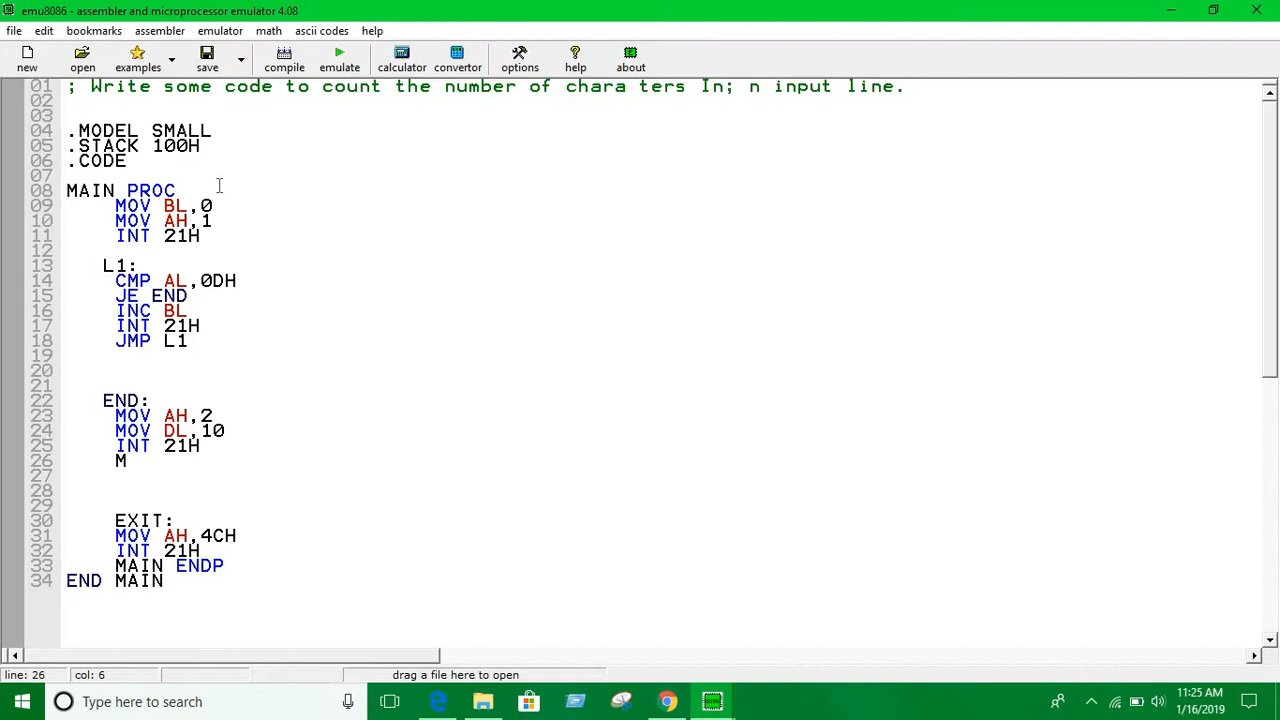 emu8086 - assembler and microprocessor emulator 4.08
file edit bookmarks assembler emulator math ascii codes help
new open examples save compile emulate calculator convertor options help about
01 ; Write some code to count the number of chara ters In; n input line.
02
03
04 .MODEL SMALL
05 .STACK 100H
06 .CODE
07
08 MAIN PROC
09 MOV BL,0
10 MOV AH,1
11 INT 21H
12
13 L1:
14 CMP AL,0DH
15 JE END
16 INC BL
17 INT 21H
18 JMP L1
19
20
21
22 END:
23 MOV AH,2
24 MOV DL,10
25 INT 21H
26 M
27
28
29
30 EXIT:
31 MOV AH,4CH
32 INT 21H
33 MAIN ENDP
34 END MAIN
line: 26 col: 6 drag a file here to open
Type here to search
11:25 AM
1/16/2019